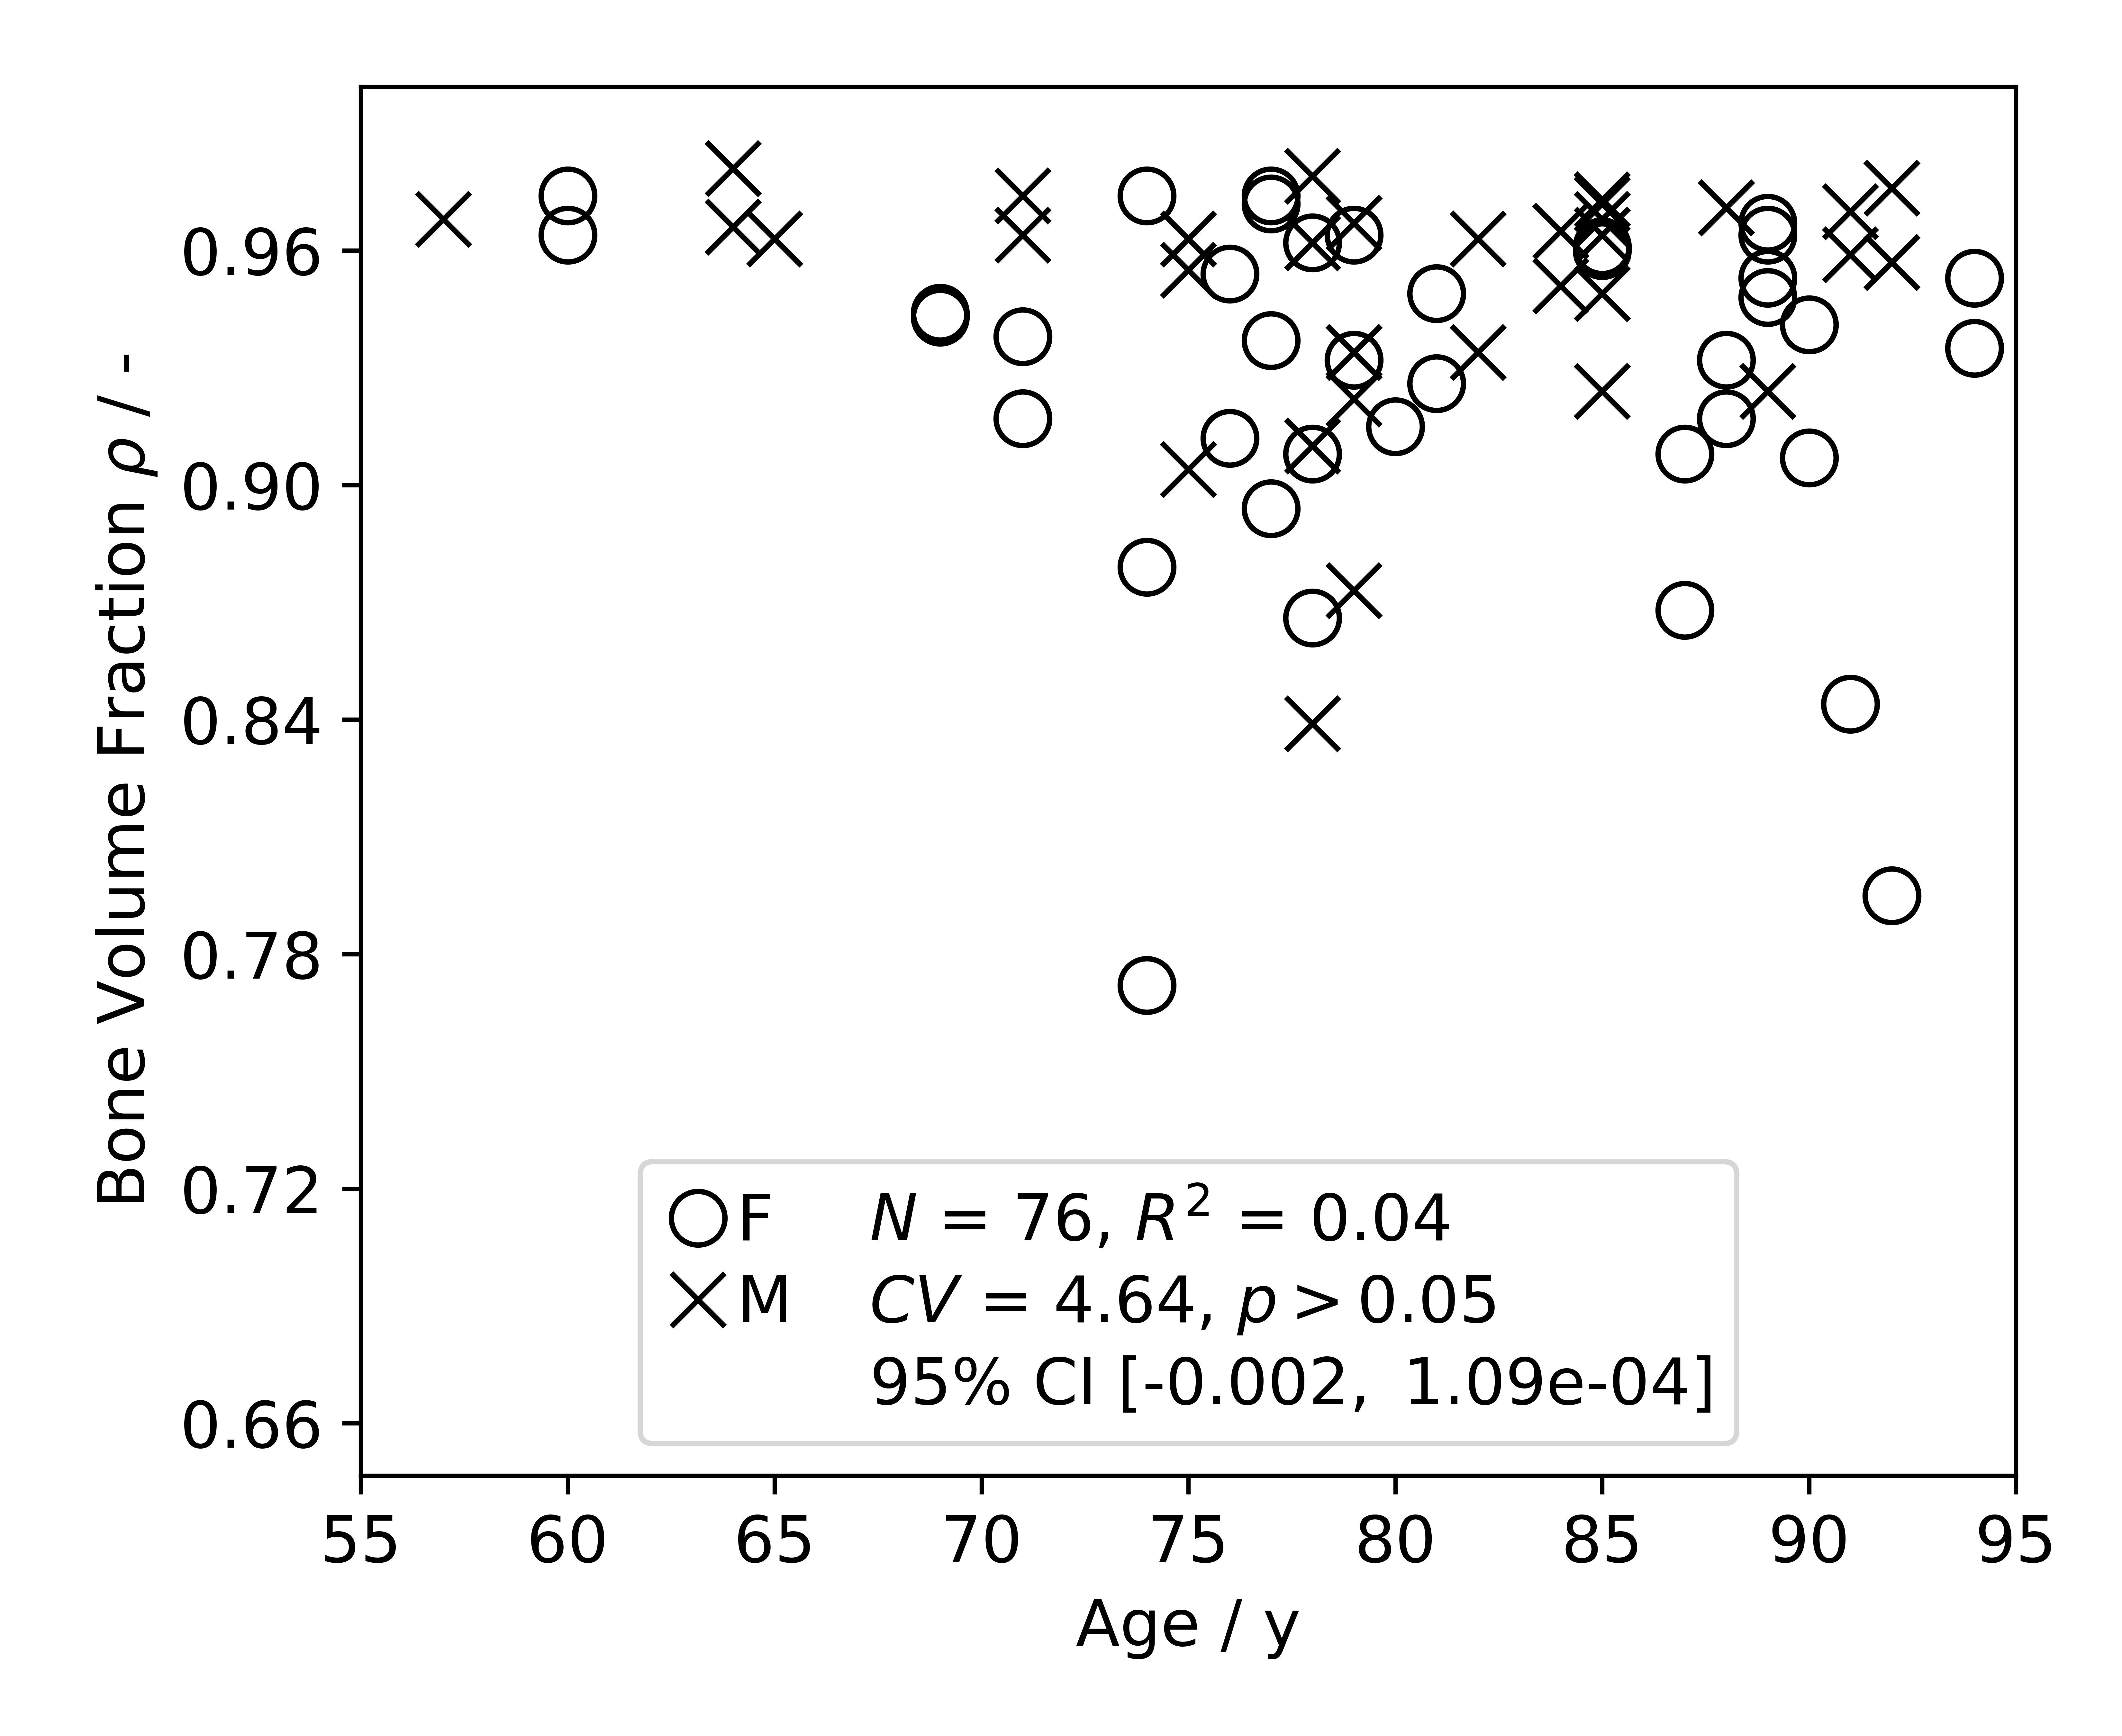 Bone Volume Fraction ρ / -
0.96
0.90
0.84
0.78
0.72
0.66
F N = 76, R² = 0.04
M CV = 4.64, p > 0.05
95% CI [-0.002, 1.09e-04]
55 60 65 70 75 80 85 90 95
Age / y